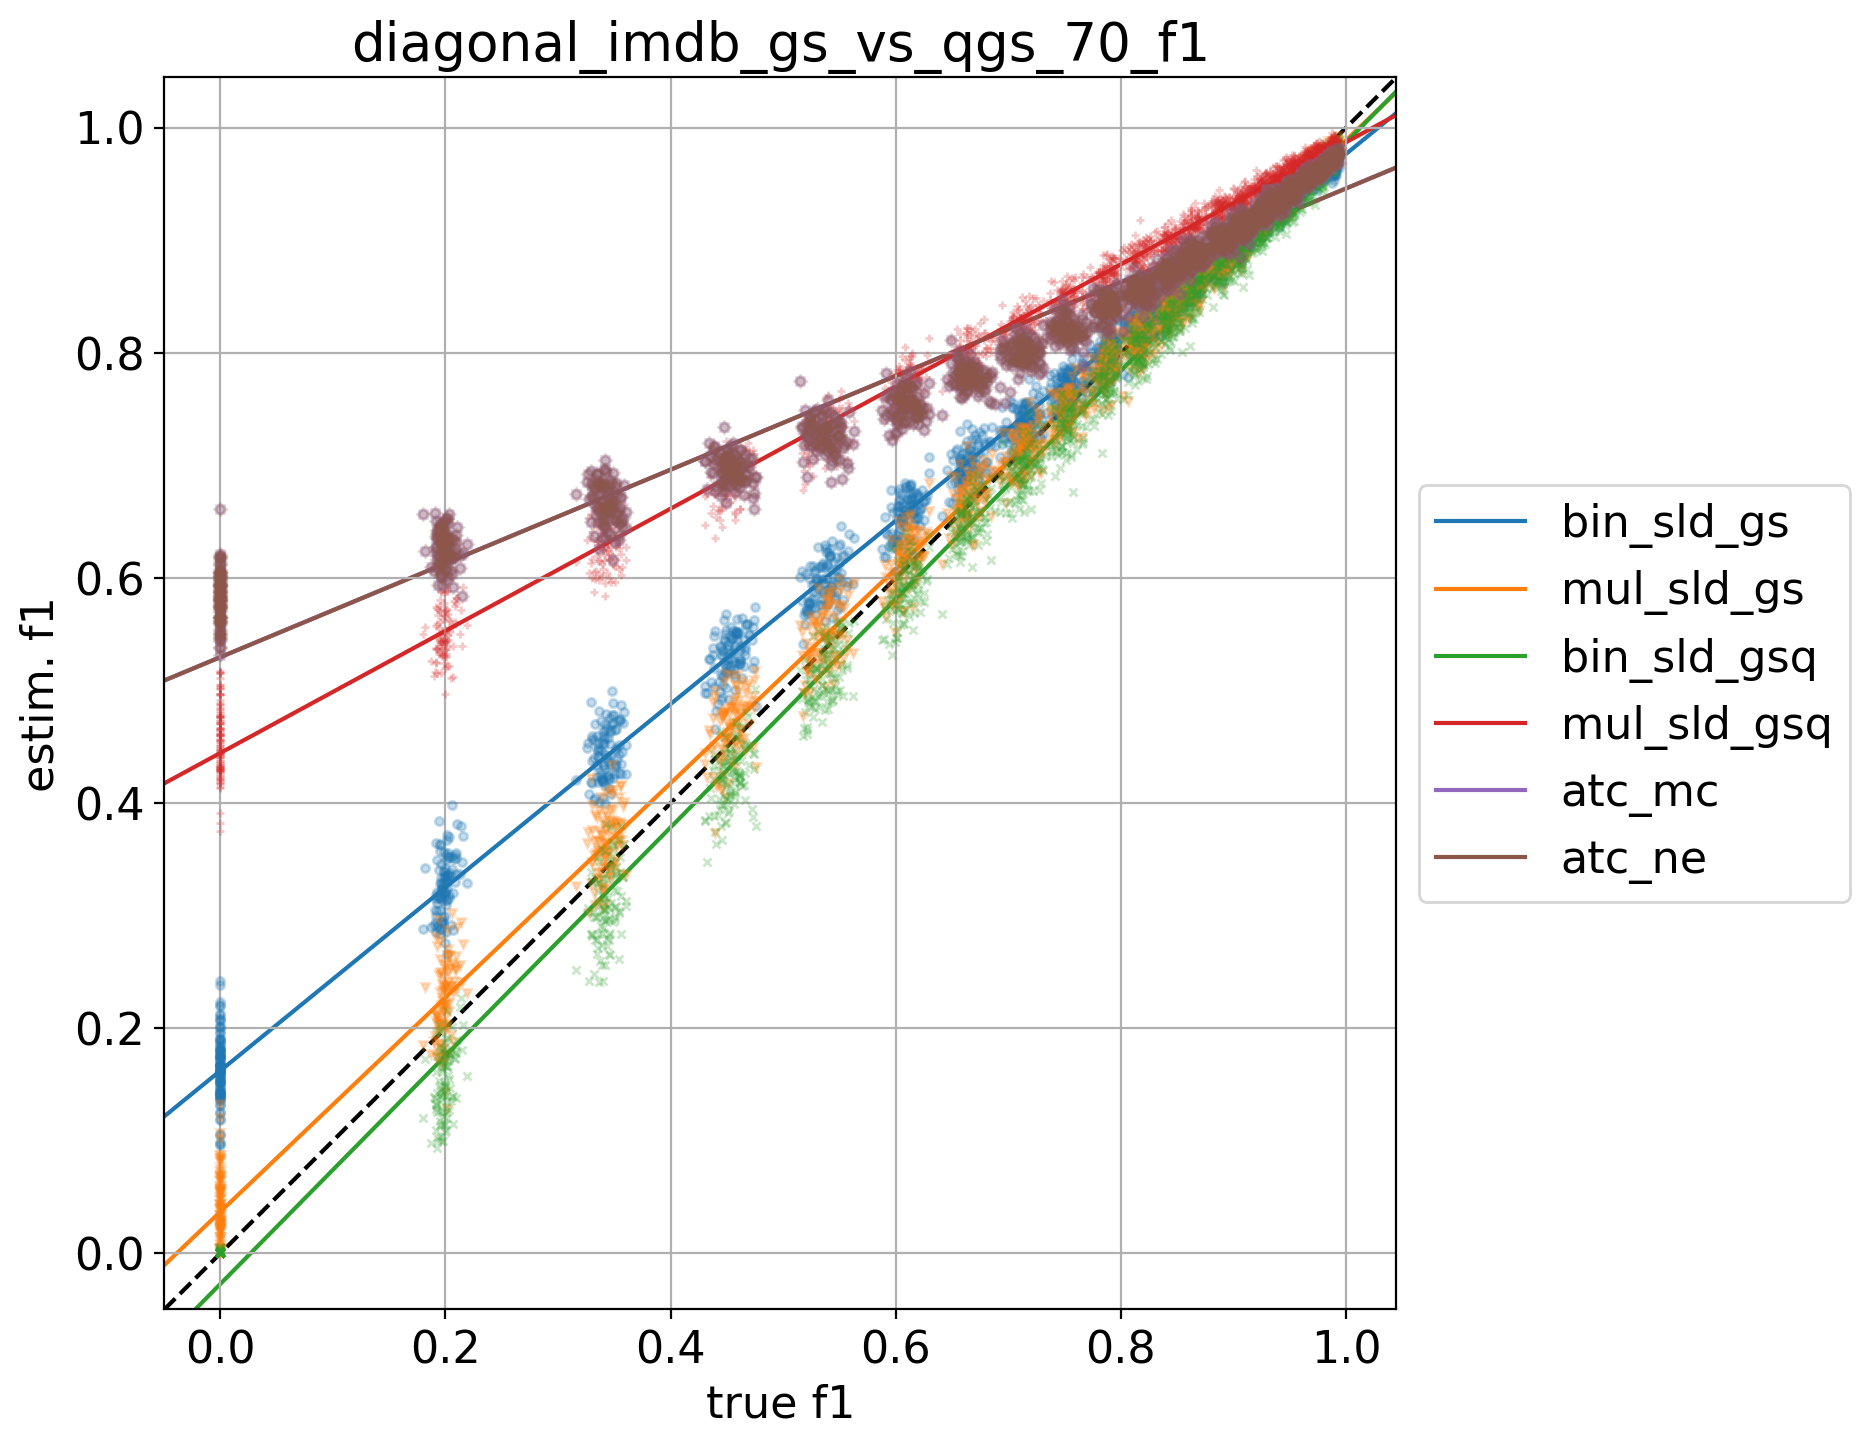 diagonal_imdb_gs_vs_qgs_70_f1
1.0
0.8
0.6
0.4
0.2
0.0
estim. f1
0.0 0.2 0.4 0.6 0.8 1.0
true f1
bin_sld_gs
mul_sld_gs
bin_sld_gsq
mul_sld_gsq
atc_mc
atc_ne